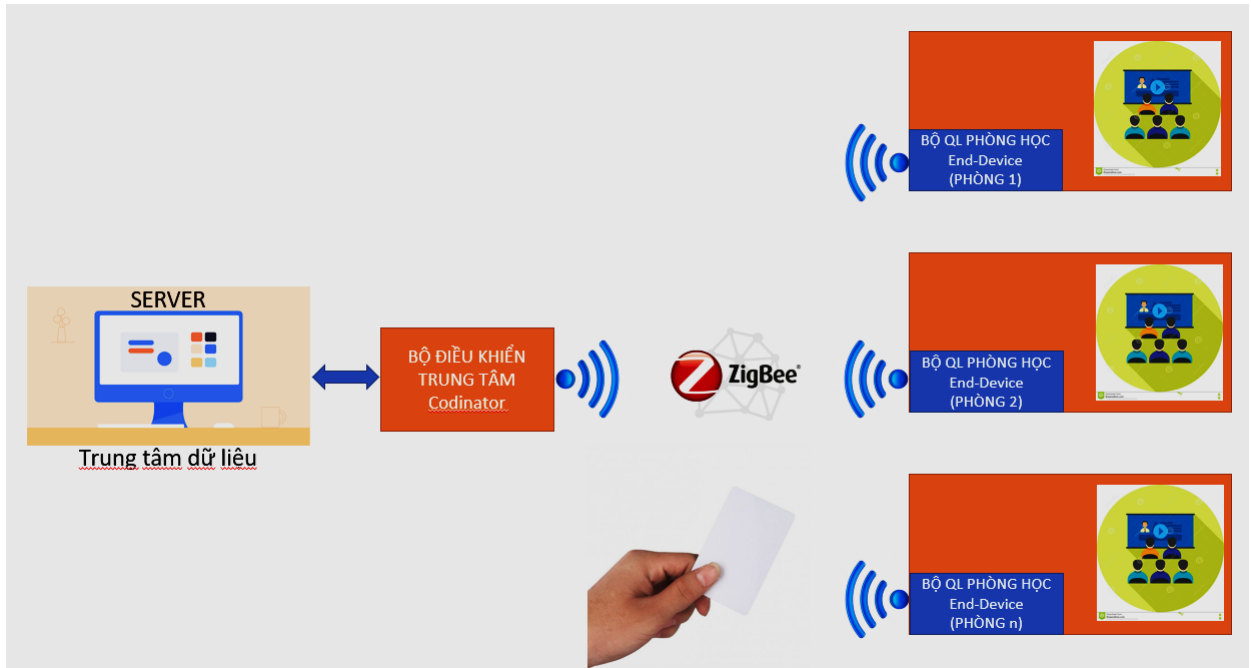 SERVER
Trung tâm dữ liệu
BỘ ĐIỀU KHIỂN
TRUNG TÂM
Codinator
ZigBee
BỘ QL PHÒNG HỌC
End-Device
(PHÒNG 1)
BỘ QL PHÒNG HỌC
End-Device
(PHÒNG 2)
BỘ QL PHÒNG HỌC
End-Device
(PHÒNG n)